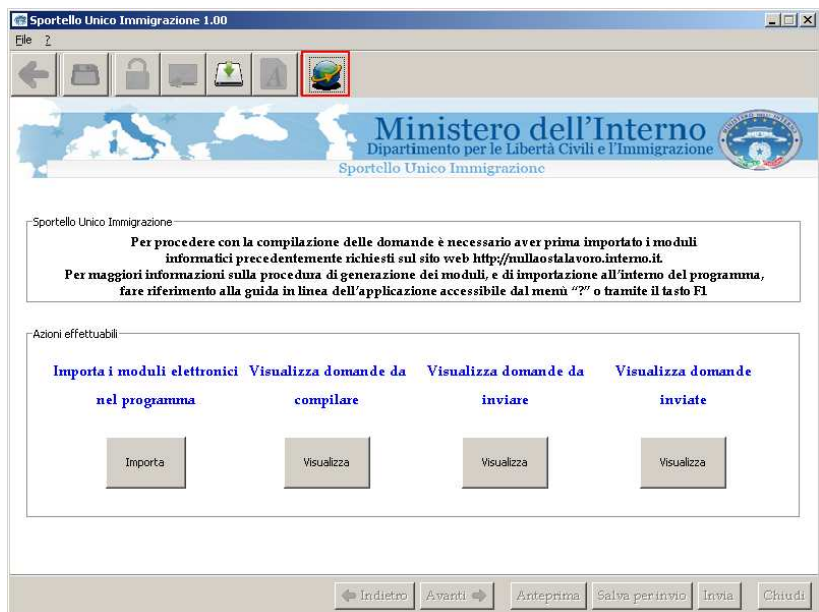 Sportello Unico Immigrazione 1.00
File ?
Ministero dell'Interno
Dipartimento per le Libertà Civili e l'Immigrazione
Sportello Unico Immigrazione
Sportello Unico Immigrazione
Per procedere con la compilazione delle domande è necessario aver prima importato i moduli
informatici precedentemente richiesti sul sito web http://nullaostalavoro.interno.it.
Per maggiori informazioni sulla procedura di generazione dei moduli, e di importazione all'interno del programma,
fare riferimento alla guida in linea dell'applicazione accessibile dal menù "?" o tramite il tasto F1
Azioni effettuabili
Importa i moduli elettronici nel programma
Visualizza domande da compilare
Visualizza domande da inviare
Visualizza domande inviate
Importa Visualizza Visualizza Visualizza
Indietro Avanti Anteprima Salva per invio Invia Chiudi